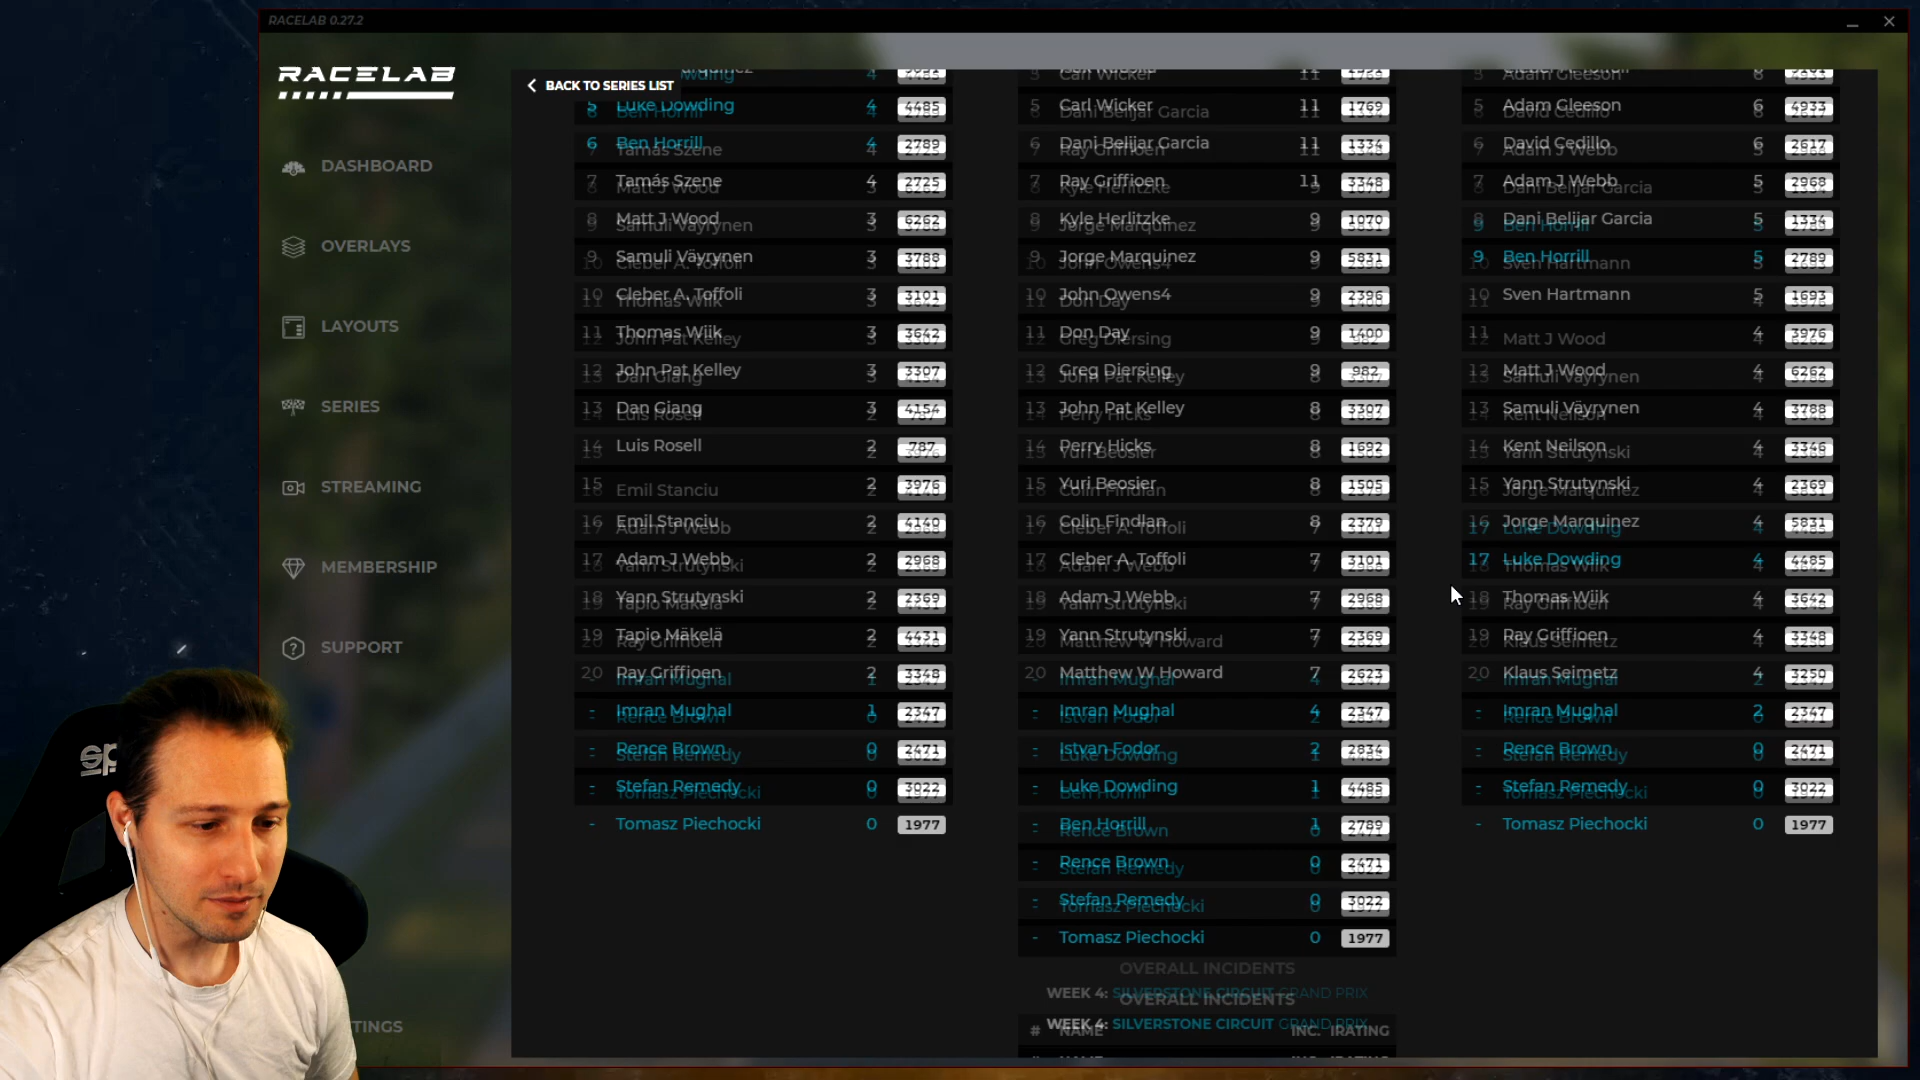 RACELAB 0.27.2
RACELAB
DASHBOARD
OVERLAYS
LAYOUTS
SERIES
STREAMING
MEMBERSHIP
SUPPORT
TINGS
sp
BACK TO SERIES LIST
5 Luke Dowding 4 4485
6 Ben Horrill 4 2789
7 Tamás Szene 4 2725
8 Matt J Wood 3 6262
9 Samuli Väyrynen 3 3788
10 Cleber A. Toffoli 3 3101
11 Thomas Wiik 3 3642
12 John Pat Kelley 3 3307
13 Dan Giang 3 4154
14 Luis Rosell 2 787
15 2 3976
16 Emil Stanciu 2 4140
17 Adam J Webb 2 2968
18 Yann Strutynski 2 2369
19 Tapio Mäkelä 2 4431
20 Ray Griffioen 2 3348
- Imran Mughal 1 2347
- Rence Brown 0 2471
- Stefan Remedy 0 3022
- Tomasz Piechocki 0 1977
5 Carl Wicker 11 1769
6 Dani Belijar Garcia 11 1334
7 Ray Griffioen 11 3348
8 Kyle Herlitzke 9 1070
9 Jorge Marquinez 9 5831
10 John Owens4 9 2396
11 Don Day 9 1400
12 Greg Diersing 9 982
13 John Pat Kelley 8 3307
14 Perry Hicks 8 1692
15 Yuri Beosier 8 1505
16 Colin Findlan 8 2379
17 Cleber A. Toffoli 7 3101
18 Adam J Webb 7 2968
19 Yann Strutynski 7 2369
20 Matthew W Howard 7 2623
- Imran Mughal 4 2347
- Istvan Fodor 2 2834
- Luke Dowding 1 4485
- Ben Horrill 1 2789
- Rence Brown 0 2471
- Stefan Remedy 0 3022
- Tomasz Piechocki 0 1977
OVERALL INCIDENTS
WEEK 4: SILVERSTONE CIRCUIT GRAND PRIX
# NAME INC. IRATING
5 Adam Gleeson 6 4933
6 David Cedillo 6 2617
7 Adam J Webb 5 2968
8 Dani Belijar Garcia 5 1334
9 Ben Horrill 5 2789
10 Sven Hartmann 5 1693
11 4 3976
12 Matt J Wood 4 6262
13 Samuli Väyrynen 4 3788
14 Kent Neilson 4 3346
15 Yann Strutynski 4 2369
16 Jorge Marquinez 4 5831
17 Luke Dowding 4 4485
18 Thomas Wiik 4 3642
19 Ray Griffioen 4 3348
20 Klaus Seimetz 4 3250
- Imran Mughal 2 2347
- Rence Brown 0 2471
- Stefan Remedy 0 3022
- Tomasz Piechocki 0 1977